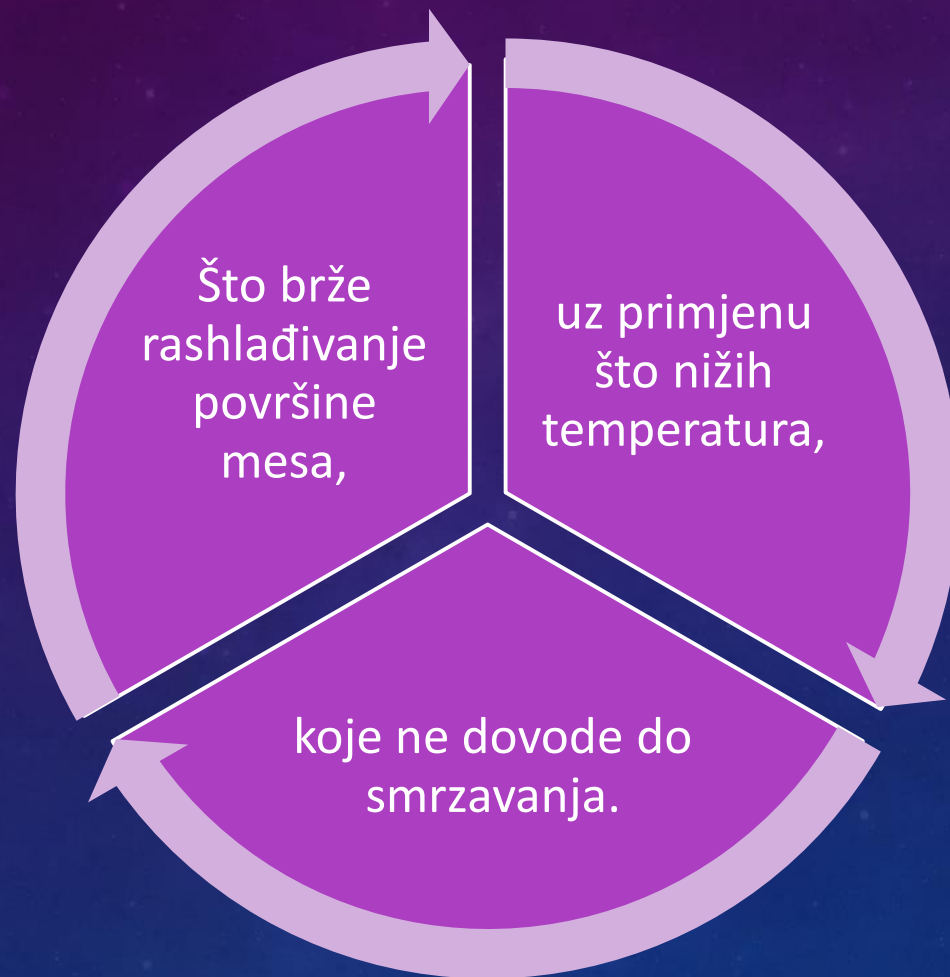 Što brže
rashlađivanje
površine
mesa,
uz primjenu
što nižih
temperatura,
koje ne dovode do
smrzavanja.